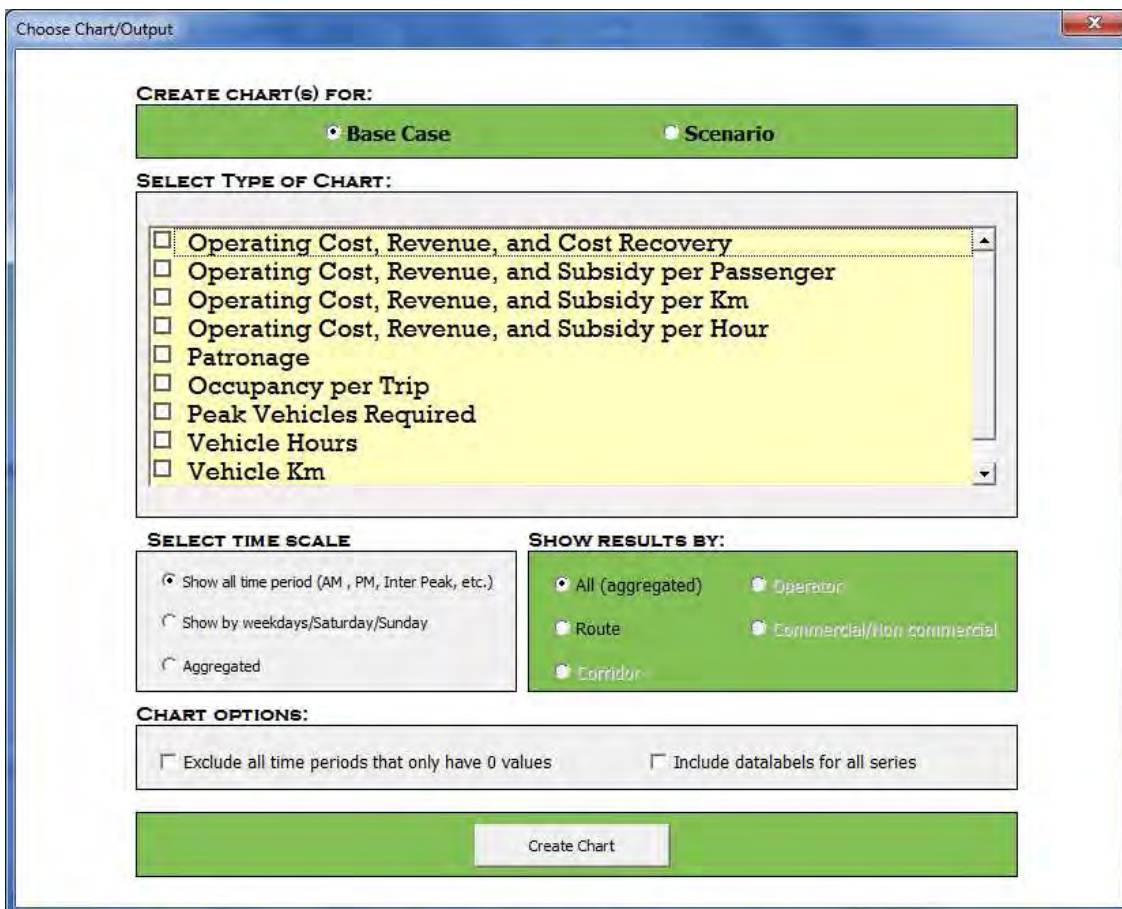 Choose Chart/Output
CREATE CHART(S) FOR:
Base Case Scenario
SELECT TYPE OF CHART:
Operating Cost, Revenue, and Cost Recovery
Operating Cost, Revenue, and Subsidy per Passenger
Operating Cost, Revenue, and Subsidy per Km
Operating Cost, Revenue, and Subsidy per Hour
Patronage
Occupancy per Trip
Peak Vehicles Required
Vehicle Hours
Vehicle Km
SELECT TIME SCALE
Show all time period (AM , PM, Inter Peak, etc.)
Show by weekdays/Saturday/Sunday
Aggregated
SHOW RESULTS BY:
All (aggregated) Operator
Route Commercial/Non commercial
Corridor
CHART OPTIONS:
Exclude all time periods that only have 0 values Include datalabels for all series
Create Chart